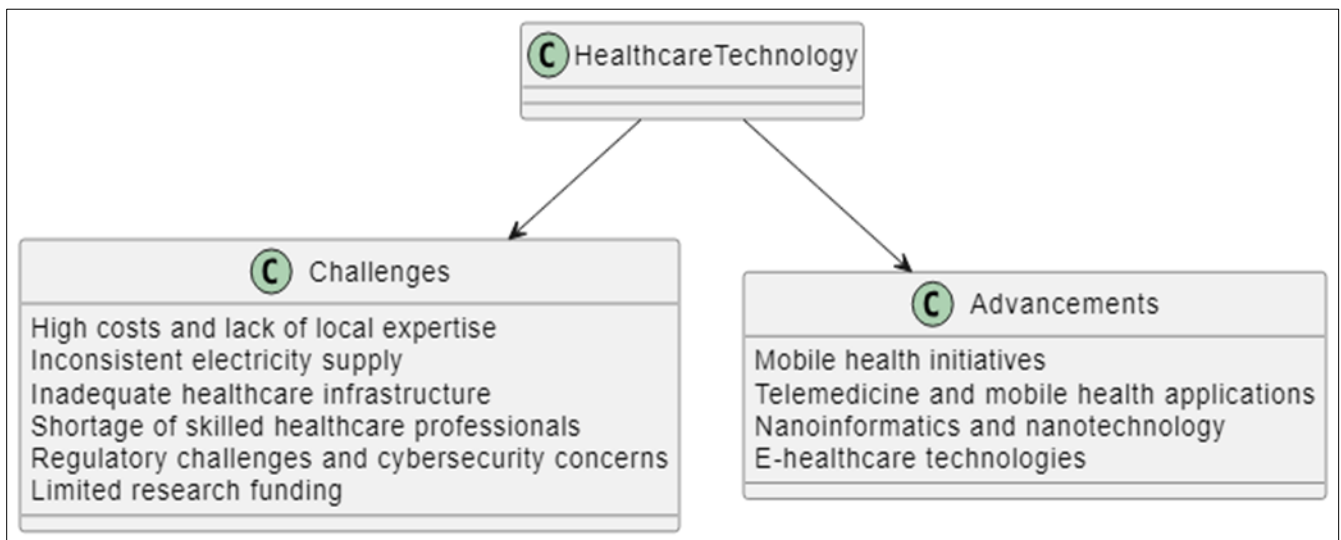 C HealthcareTechnology
C Challenges
High costs and lack of local expertise
Inconsistent electricity supply
Inadequate healthcare infrastructure
Shortage of skilled healthcare professionals
Regulatory challenges and cybersecurity concerns
Limited research funding
C Advancements
Mobile health initiatives
Telemedicine and mobile health applications
Nanoinformatics and nanotechnology
E-healthcare technologies